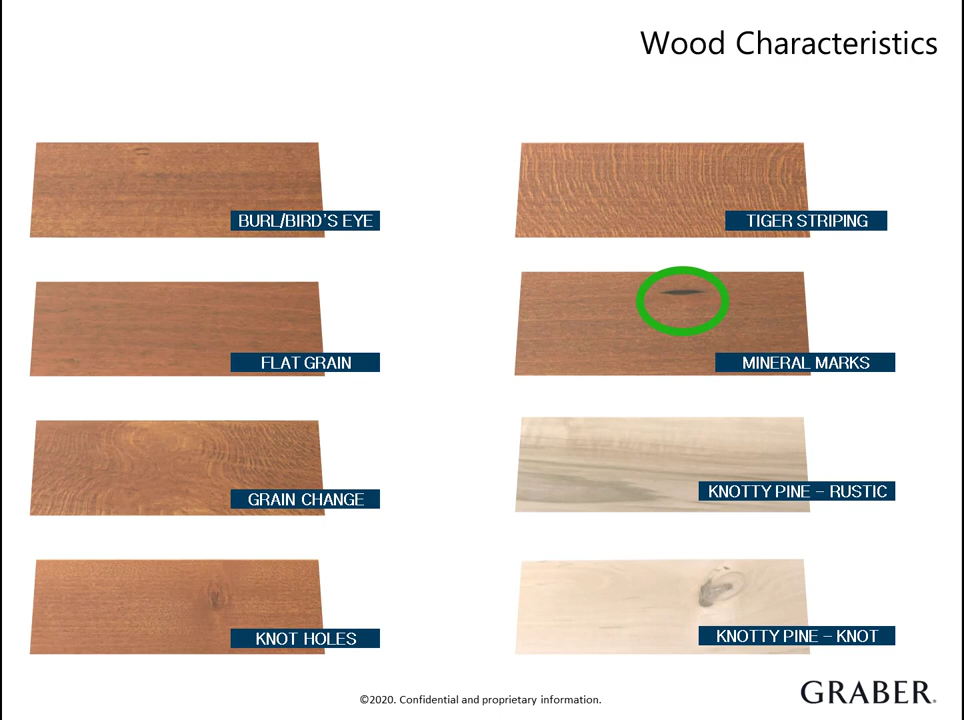 Wood Characteristics
BURL/BIRD'S EYE
TIGER STRIPING
FLAT GRAIN
MINERAL MARKS
GRAIN CHANGE
KNOTTY PINE – RUSTIC
KNOT HOLES
KNOTTY PINE – KNOT
©2020. Confidential and proprietary information.
GRABER®